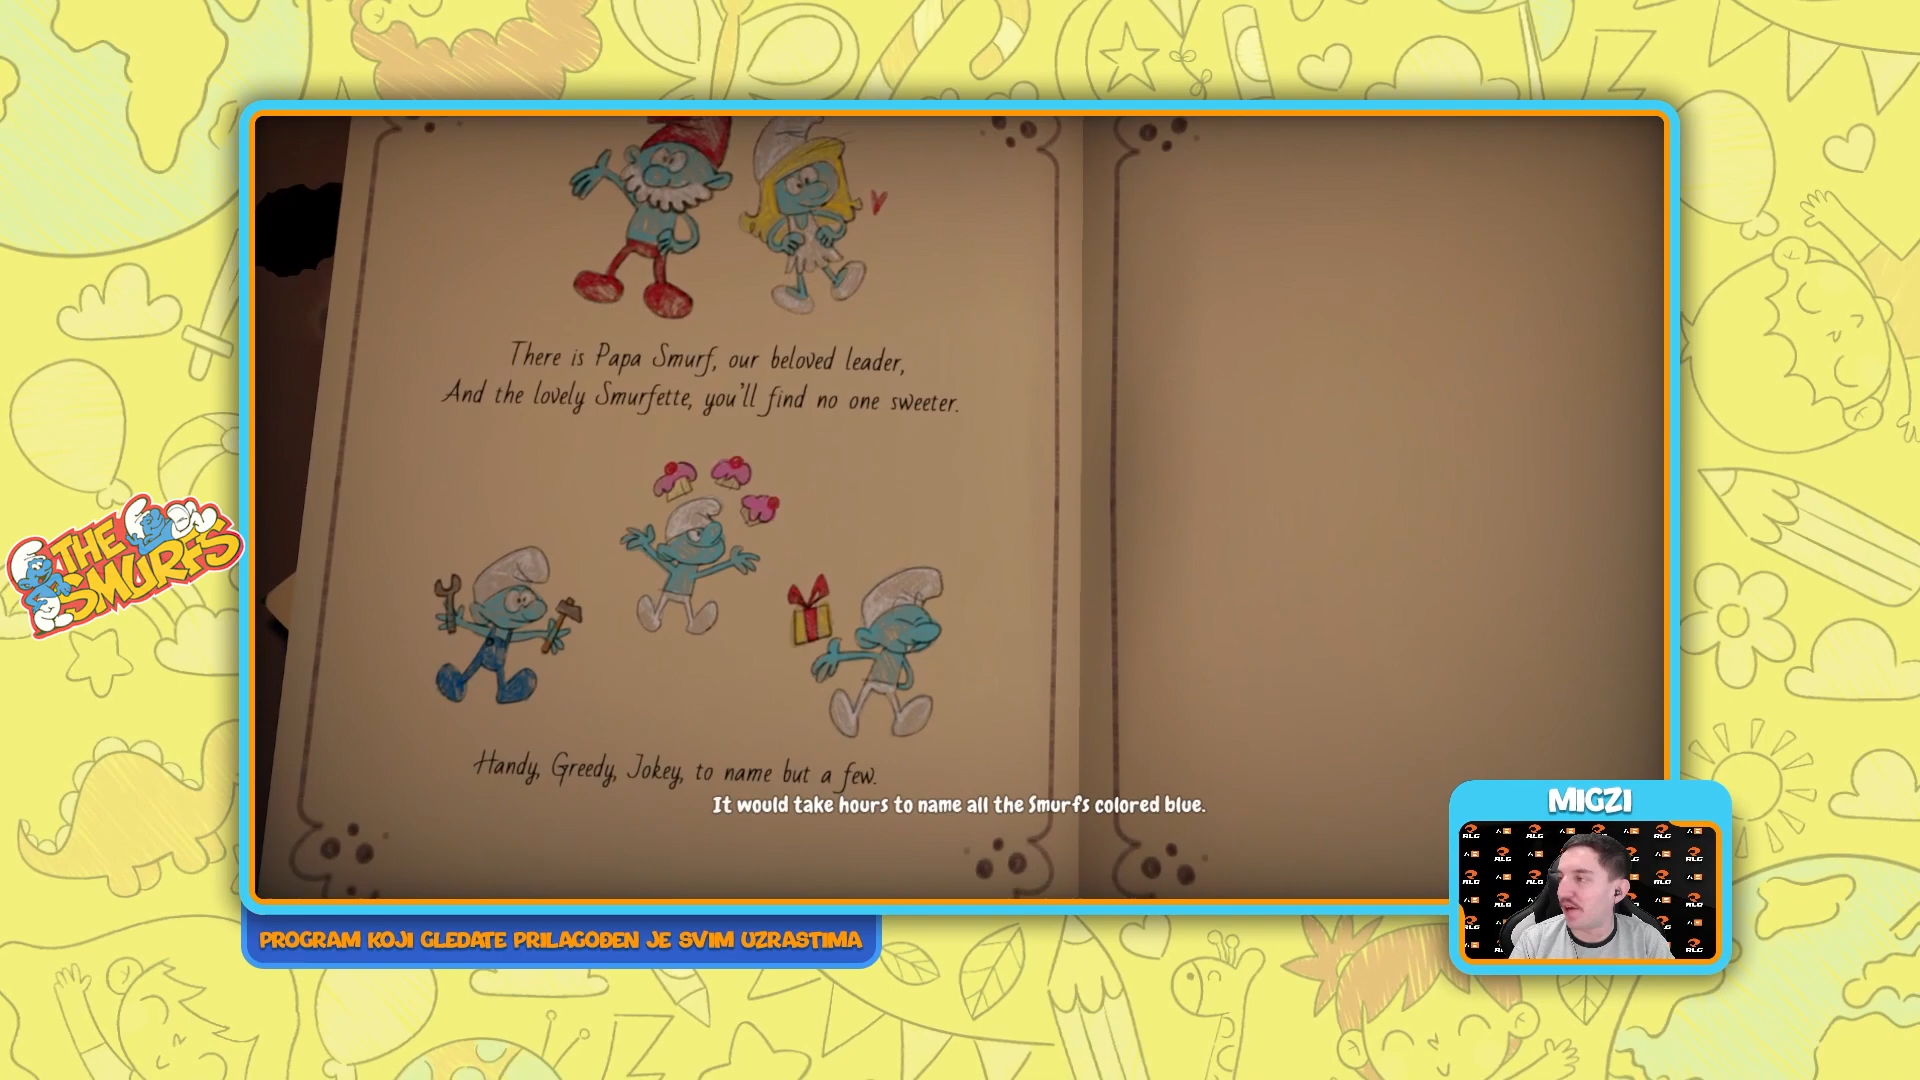 There is Papa Smurf, our beloved leader,
And the lovely Smurfette, you'll find no one sweeter.
Handy, Greedy, Jokey, to name but a few.
It would take hours to name all the Smurfs colored blue.
THE
SMURFS
MIGZI
RLG
PROGRAM KOJI GLEDATE PRILAGOĐEN JE SVIM UZRASTIMA